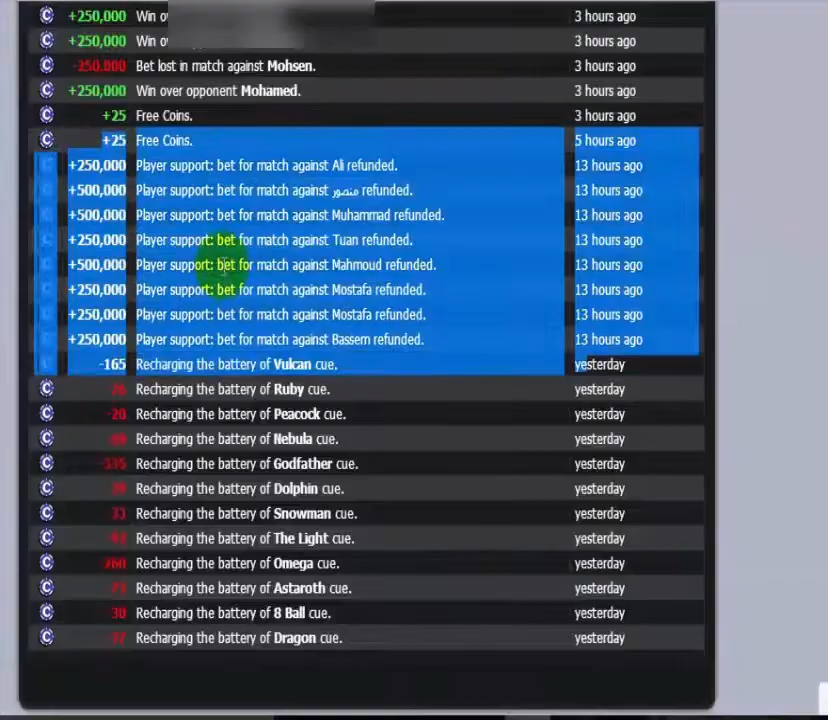 +250,000 Win ov 3 hours ago
+250,000 Win o 3 hours ago
-250,000 Bet lost in match against Mohsen. 3 hours ago
+250,000 Win over opponent Mohamed. 3 hours ago
+25 Free Coins. 3 hours ago
+25 Free Coins. 5 hours ago
+250,000 Player support: bet for match against Ali refunded. 13 hours ago
+500,000 Player support: bet for match against منصور refunded. 13 hours ago
+500,000 Player support: bet for match against Muhammad refunded. 13 hours ago
+250,000 Player support: bet for match against Tuan refunded. 13 hours ago
+500,000 Player support: bet for match against Mahmoud refunded. 13 hours ago
+250,000 Player support: bet for match against Mostafa refunded. 13 hours ago
+250,000 Player support: bet for match against Mostafa refunded. 13 hours ago
+250,000 Player support: bet for match against Bassem refunded. 13 hours ago
-165 Recharging the battery of Vulcan cue. yesterday
Recharging the battery of Ruby cue. yesterday
-20 Recharging the battery of Peacock cue. yesterday
Recharging the battery of Nebula cue. yesterday
Recharging the battery of Godfather cue. yesterday
Recharging the battery of Dolphin cue. yesterday
Recharging the battery of Snowman cue. yesterday
Recharging the battery of The Light cue. yesterday
Recharging the battery of Omega cue. yesterday
Recharging the battery of Astaroth cue. yesterday
Recharging the battery of 8 Ball cue. yesterday
Recharging the battery of Dragon cue. yesterday